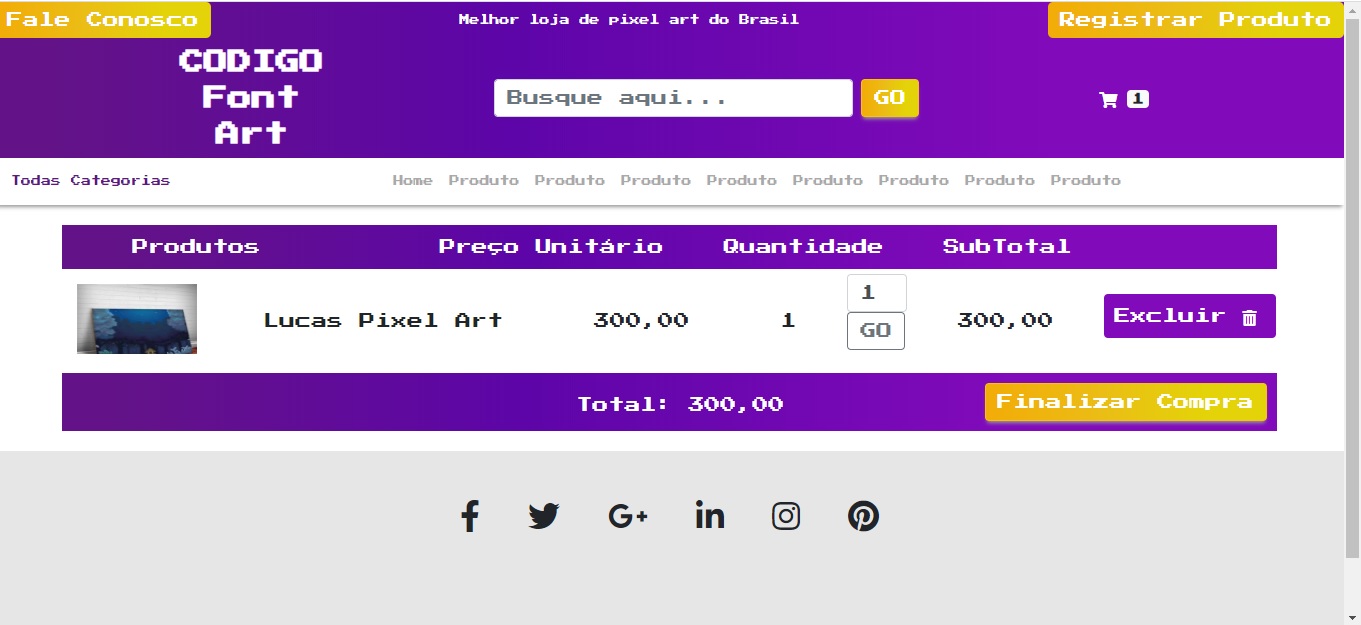 Fale Conosco
Melhor loja de pixel art do Brasil
Registrar Produto
CODIGO
Font
Art
Busque aqui...
GO
1
Todas Categorias
Home Produto Produto Produto Produto Produto Produto Produto Produto
Produtos Preço Unitário Quantidade SubTotal
Lucas Pixel Art 300,00 1 1 GO 300,00 Excluir
Total: 300,00
Finalizar Compra